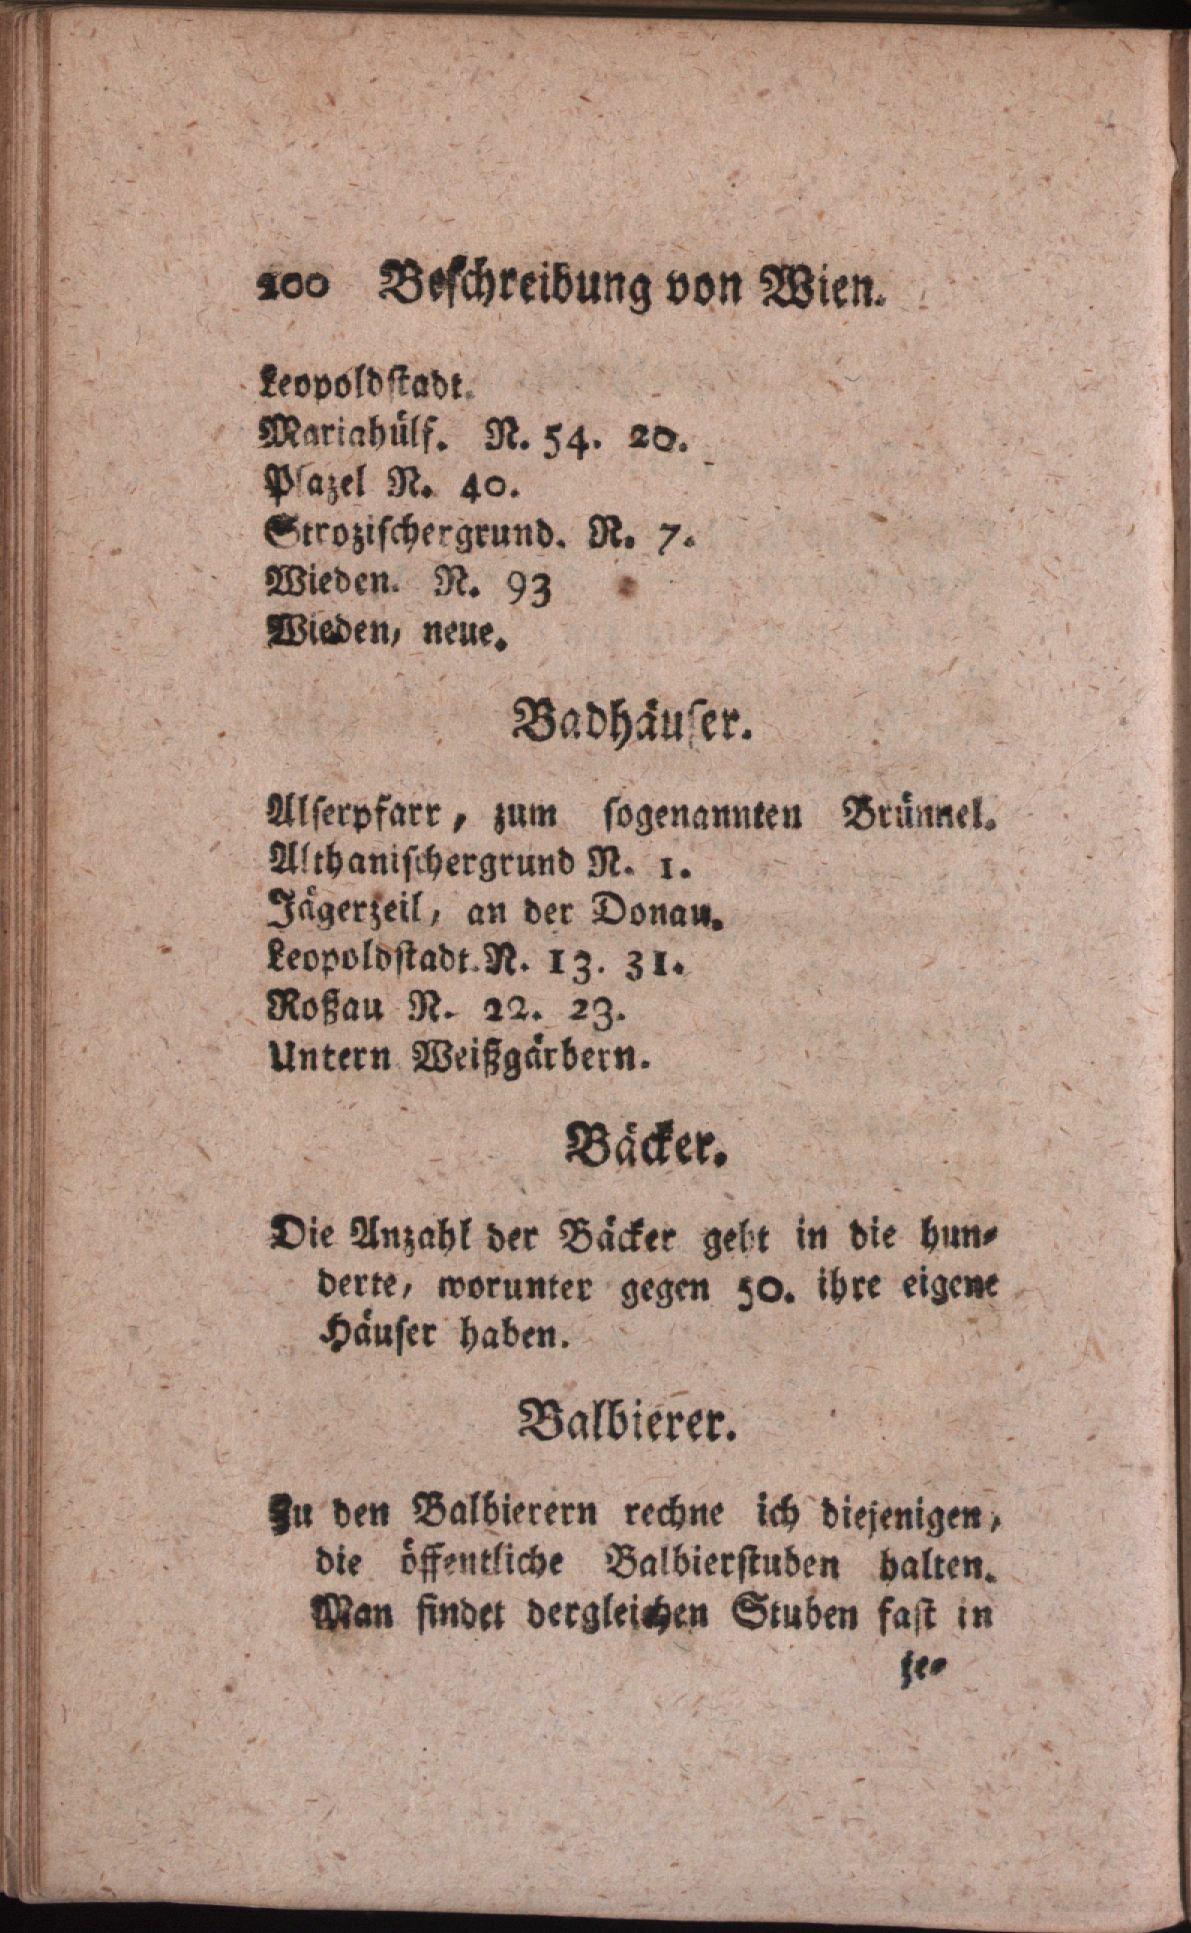 200 Beschreibung von Wien.
Leopoldstadt.
Mariahülf. N. 54. 20.
Plazel N. 40.
Strozischergrund. N. 7.
Wieden. N. 93
Wieden, neue.
Badhäuser.
Alserpfarr, zum sogenannten Brünnel.
Althanischergrund N. 1.
Jägerzeil, an der Donau.
Leopoldstadt. N. 13. 31.
Roßau N. 22. 23.
Untern Weißgärbern.
Bäcker.
Die Anzahl der Bäcker geht in die hun-
derte, worunter gegen 50. ihre eigene
Häuser haben.
Balbierer.
Zu den Balbierern rechne ich diejenigen,
die öffentliche Balbierstuben halten.
Man findet dergleichen Stuben fast in
je-